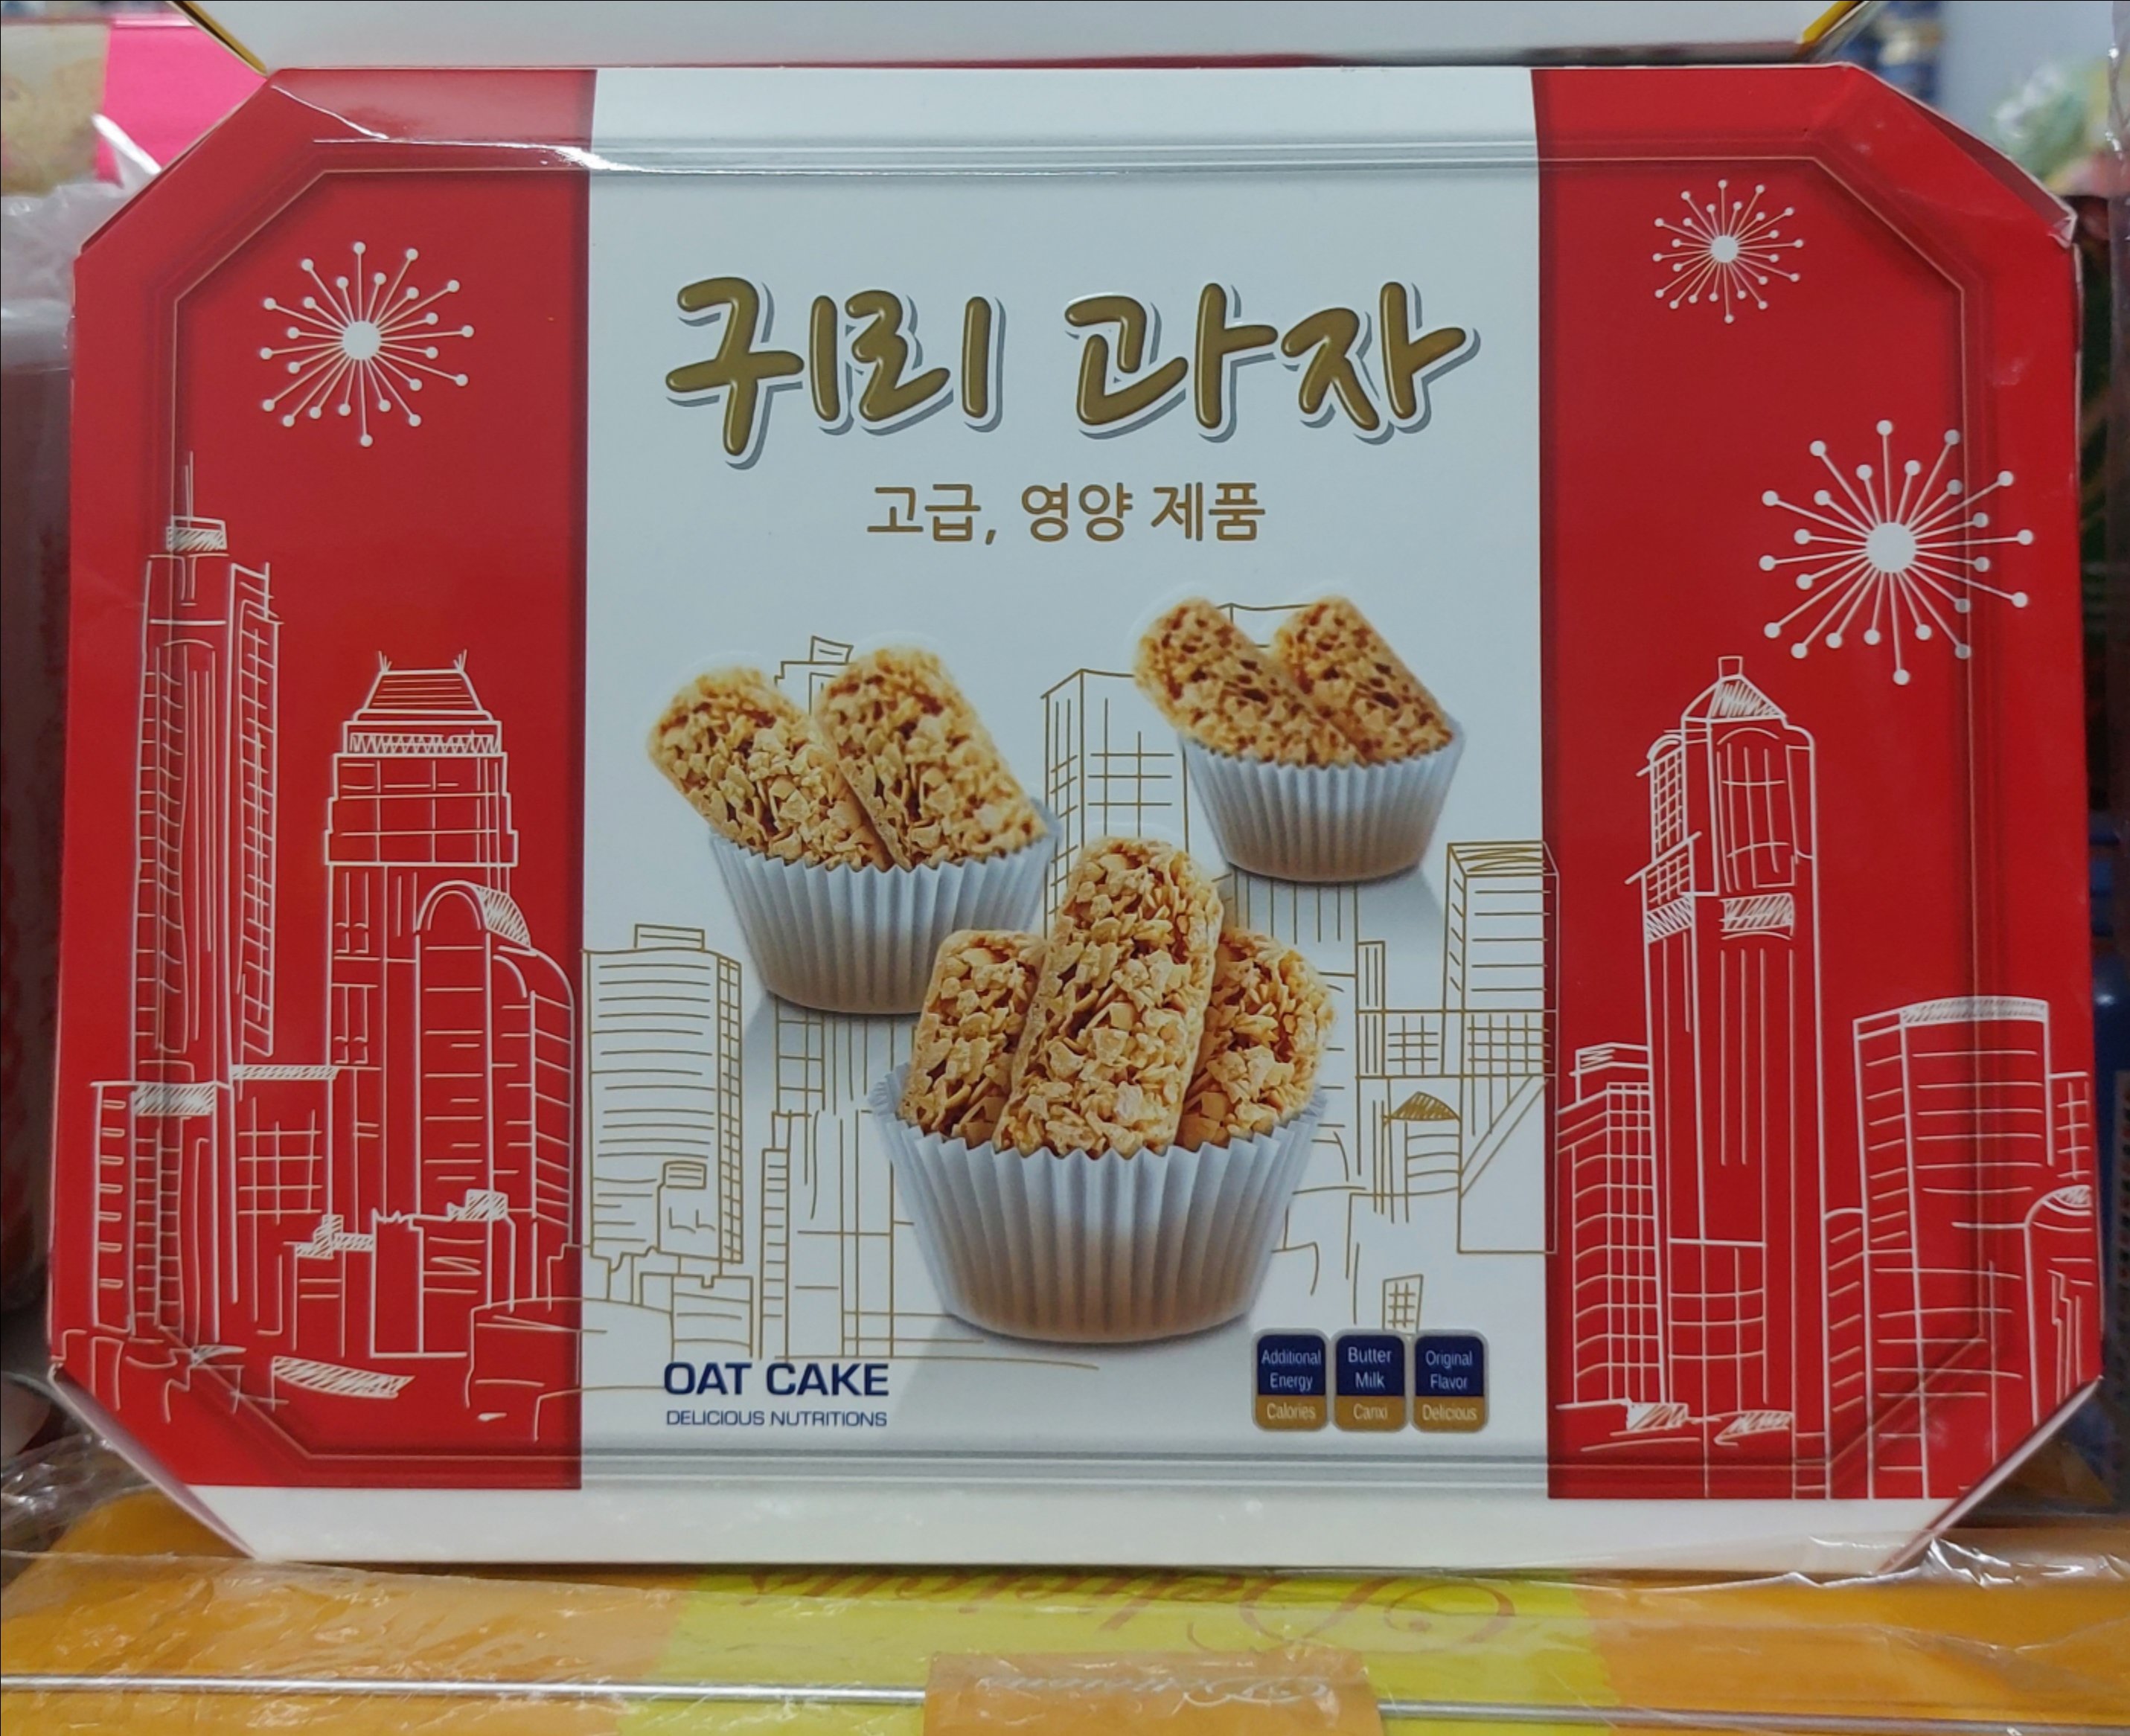 귀리 과자
고급, 영양 제품
OAT CAKE
DELICIOUS NUTRITIONS
Additional
Energy
Calories
Butter
Milk
Canxi
Original
Flavor
Delicious
Delicious